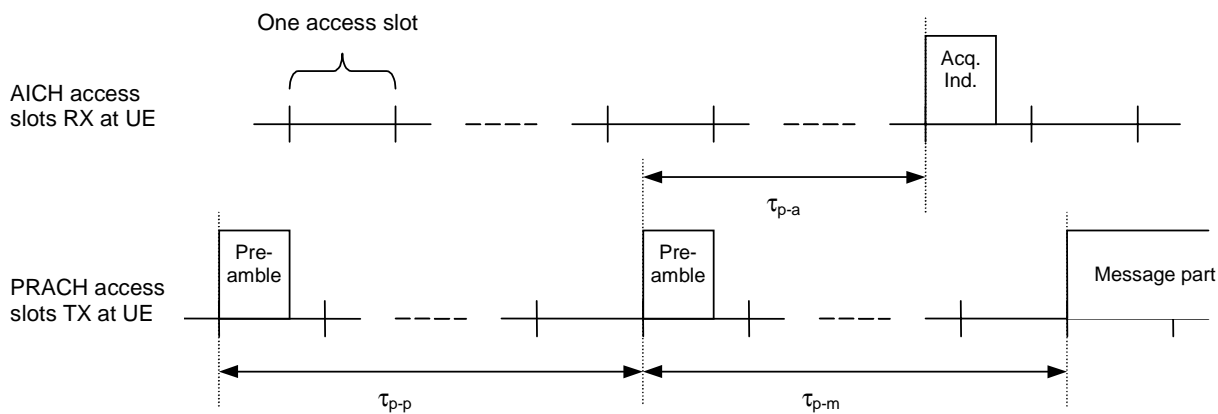 One access slot
AICH access
slots RX at UE
Acq.
Ind.
τp-a
PRACH access
slots TX at UE
Pre-
amble
Pre-
amble
Message part
τp-p
τp-m